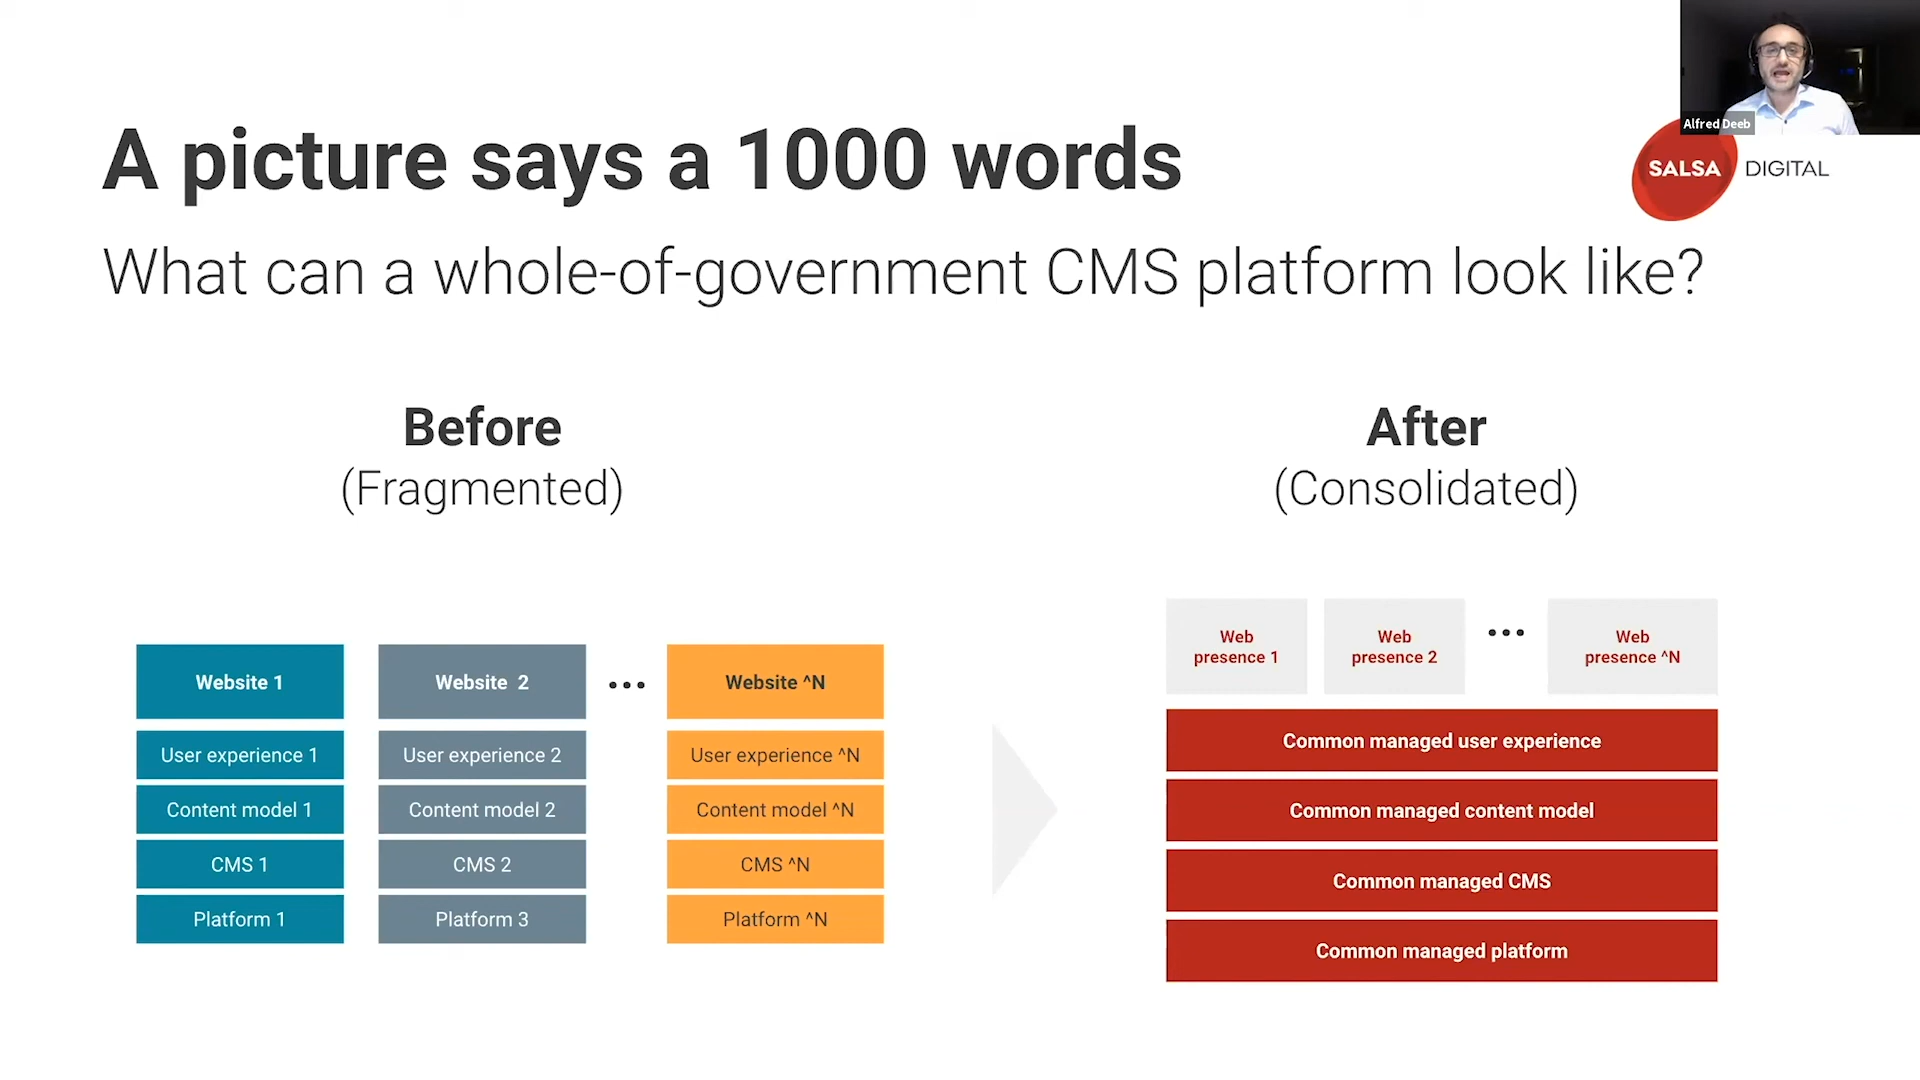 Alfred Deeb
SALSA DIGITAL
A picture says a 1000 words
What can a whole-of-government CMS platform look like?
Before
(Fragmented)
Website 1
User experience 1
Content model 1
CMS 1
Platform 1
Website 2
User experience 2
Content model 2
CMS 2
Platform 3
...
Website ^N
User experience ^N
Content model ^N
CMS ^N
Platform ^N
After
(Consolidated)
Web
presence 1
Web
presence 2
...
Web
presence ^N
Common managed user experience
Common managed content model
Common managed CMS
Common managed platform